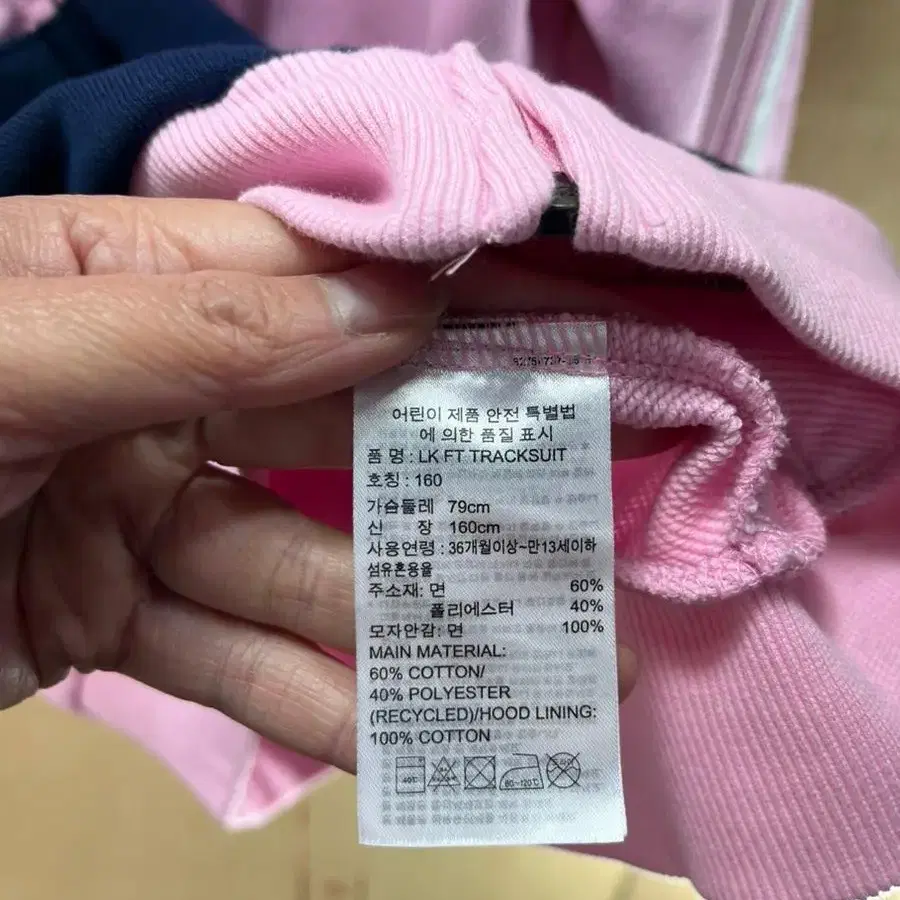 어린이 제품 안전 특별법
에 의한 품질 표시
품 명 : LK FT TRACKSUIT
호칭 : 160
가슴둘레 79cm
신 장 160cm
사용연령 : 36개월이상~만13세이하
섬유혼용율
주소재: 면 60%
폴리에스터 40%
모자안감: 면 100%
MAIN MATERIAL:
60% COTTON/
40% POLYESTER
(RECYCLED)/HOOD LINING:
100% COTTON
40℃ 80~120℃